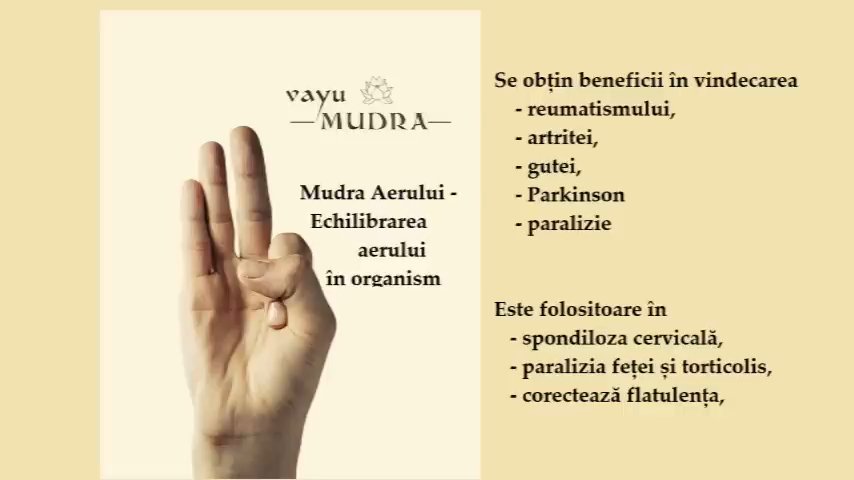 vayu
MUDRA
Mudra Aerului -
Echilibrarea
aerului
în organism
Se obțin beneficii în vindecarea
- reumatismului,
- artritei,
- gutei,
- Parkinson
- paralizie
Este folositoare în
- spondiloza cervicală,
- paralizia feței și torticolis,
- corectează flatulența,